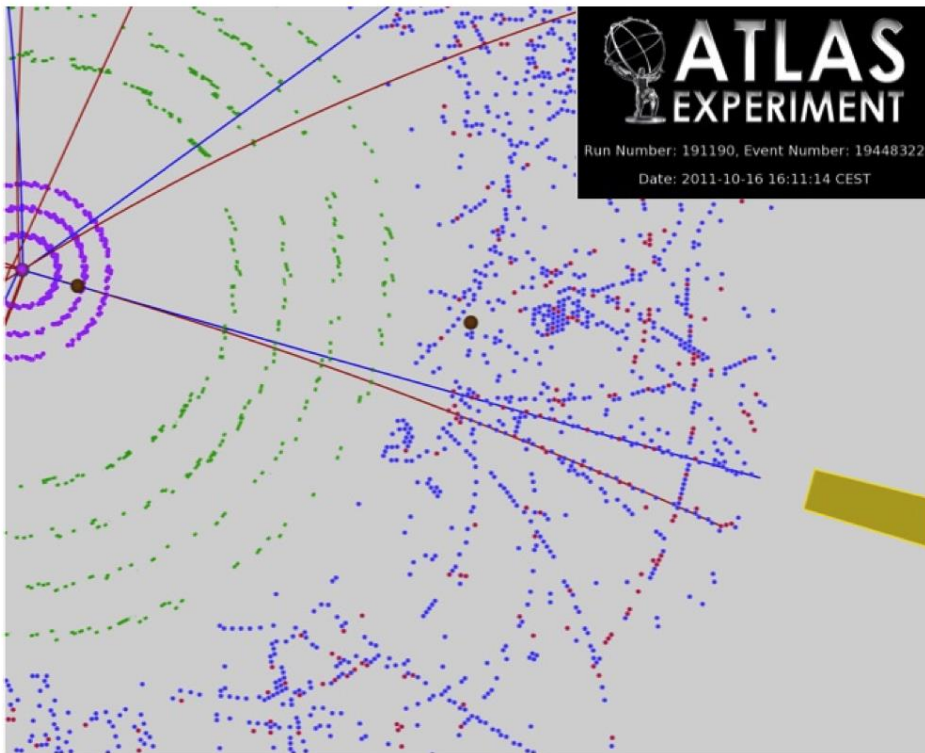 ATLAS
EXPERIMENT
Run Number: 191190, Event Number: 19448322
Date: 2011-10-16 16:11:14 CEST